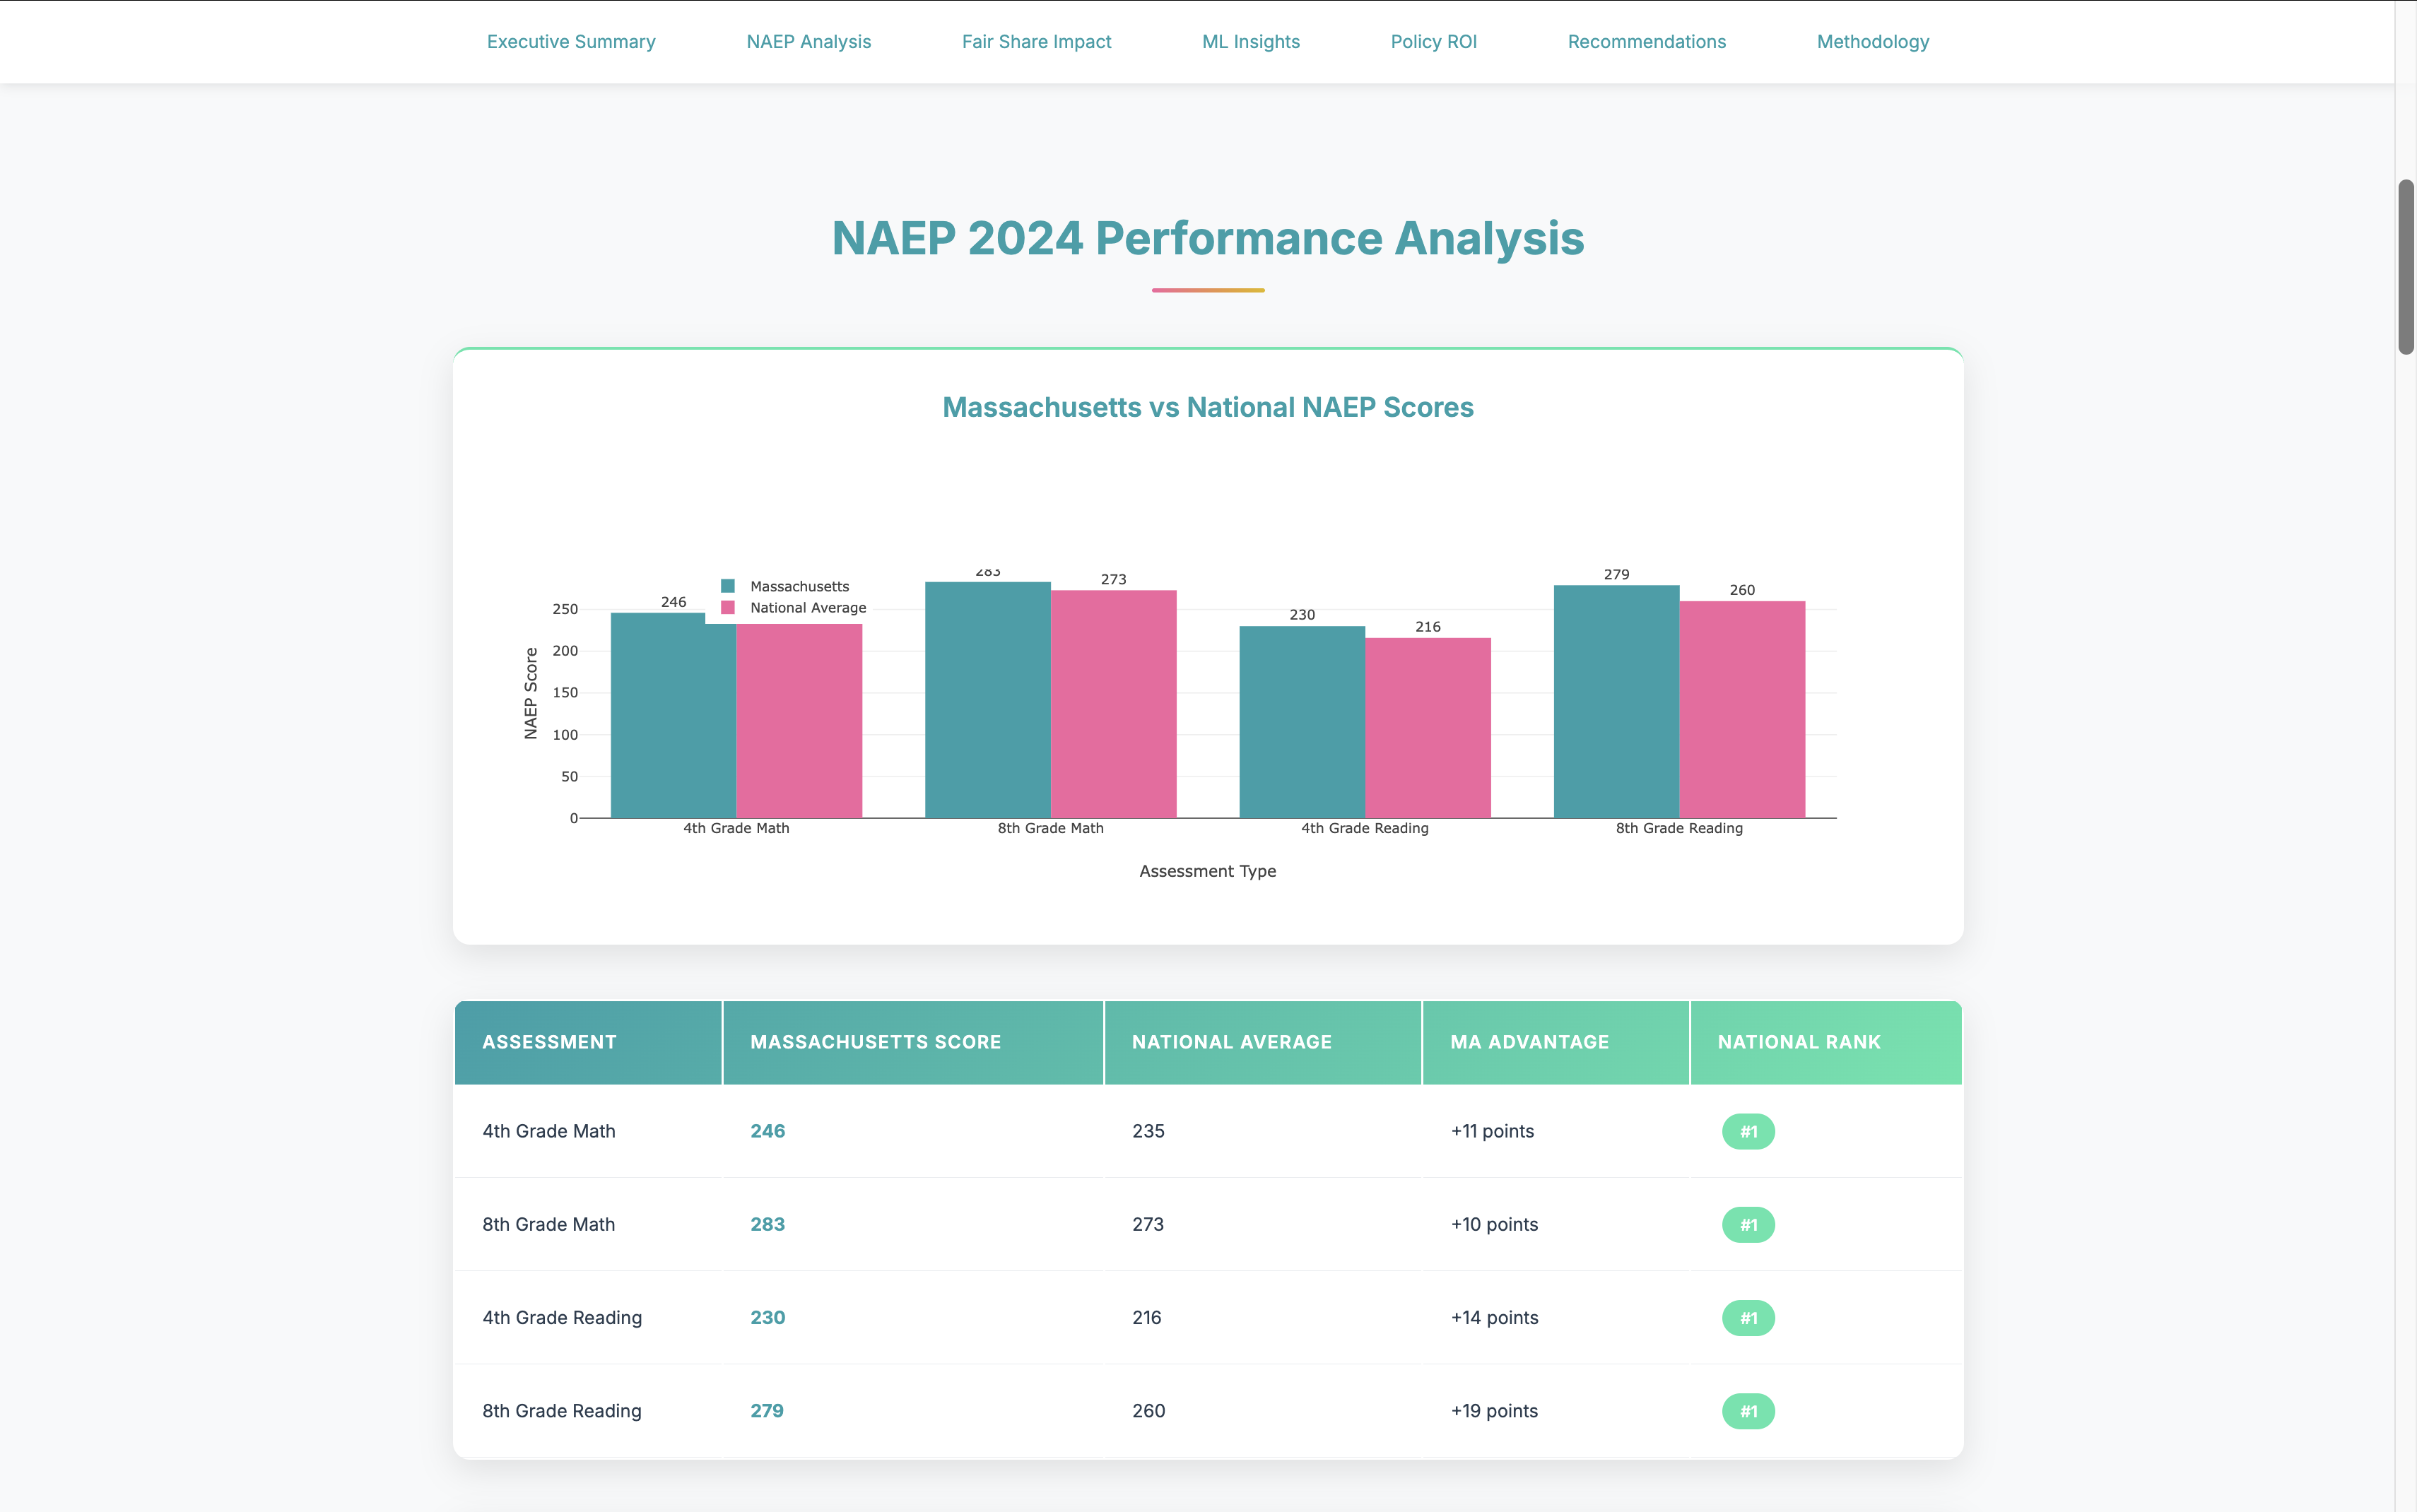 Executive Summary NAEP Analysis Fair Share Impact ML Insights Policy ROI Recommendations Methodology
NAEP 2024 Performance Analysis
Massachusetts vs National NAEP Scores
Massachusetts
National Average
246
283 273
230 216
279 260
NAEP Score
250
200
150
100
50
0
4th Grade Math 8th Grade Math 4th Grade Reading 8th Grade Reading
Assessment Type
ASSESSMENT MASSACHUSETTS SCORE NATIONAL AVERAGE MA ADVANTAGE NATIONAL RANK
4th Grade Math 246 235 +11 points #1
8th Grade Math 283 273 +10 points #1
4th Grade Reading 230 216 +14 points #1
8th Grade Reading 279 260 +19 points #1